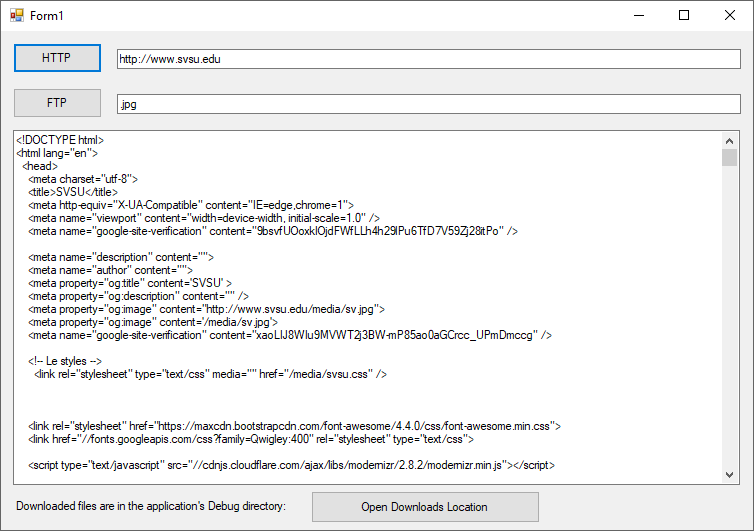 Form1
HTTP
http://www.svsu.edu
FTP
.jpg
<!DOCTYPE html>
<html lang="en">
<head>
<meta charset="utf-8">
<title>SVSU</title>
<meta http-equiv="X-UA-Compatible" content="IE=edge,chrome=1">
<meta name="viewport" content="width=device-width, initial-scale=1.0" />
<meta name="google-site-verification" content="9bsvfUOoxklOjdFWfLLh4h29lPu6TfD7V59Zj28itPo" />
<meta name="description" content="">
<meta name="author" content="">
<meta property="og:title" content='SVSU' >
<meta property="og:description" content="" />
<meta property="og:image" content="http://www.svsu.edu/media/sv.jpg">
<meta property="og:image" content='/media/sv.jpg'>
<meta name="google-site-verification" content="xaoLlJ8Wlu9MVWT2j3BW-mP85ao0aGCrcc_UPmDmccg" />
<!-- Le styles -->
<link rel="stylesheet" type="text/css" media="" href="/media/svsu.css" />
<link rel="stylesheet" href="https://maxcdn.bootstrapcdn.com/font-awesome/4.4.0/css/font-awesome.min.css">
<link href="//fonts.googleapis.com/css?family=Qwigley:400" rel="stylesheet" type="text/css">
<script type="text/javascript" src="//cdnjs.cloudflare.com/ajax/libs/modernizr/2.8.2/modernizr.min.js"></script>
Downloaded files are in the application's Debug directory:
Open Downloads Location